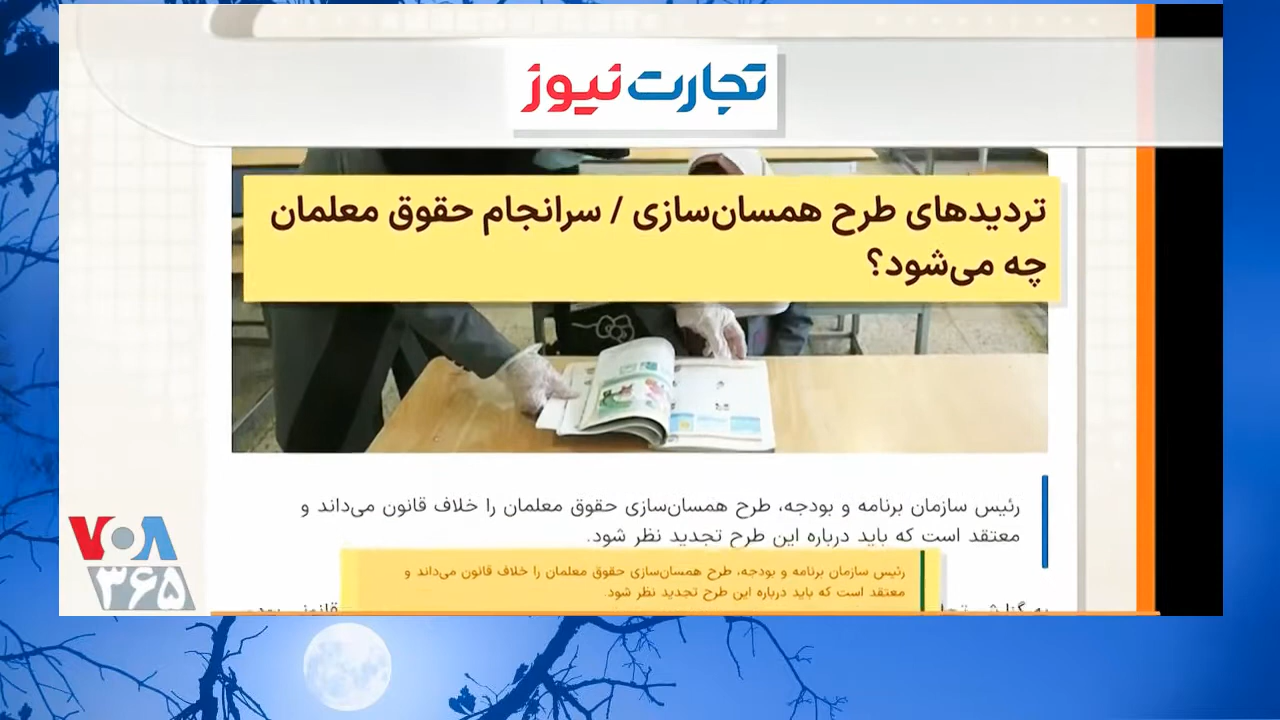 تجارت نیوز
تردیدهای طرح همسان‌سازی / سرانجام حقوق معلمان
چه می‌شود؟
رئیس سازمان برنامه و بودجه، طرح همسان‌سازی حقوق معلمان را خلاف قانون می‌داند و
معتقد است که باید درباره این طرح تجدید نظر شود.
رئیس سازمان برنامه و بودجه، طرح همسان‌سازی حقوق معلمان را خلاف قانون می‌داند و
معتقد است که باید درباره این طرح تجدید نظر شود.
VOA
۳۶۵